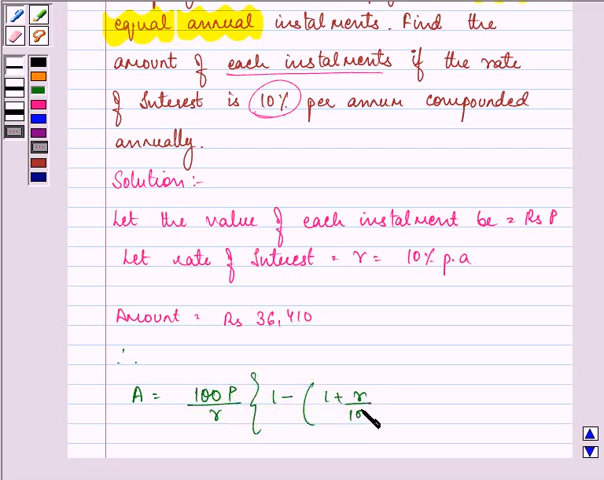 equal annual instalments. Find the
amount of each instalments if the rate
of Interest is 10% per annum compounded
annually.
Solution:-
Let the value of each instalment be = Rs P
Let rate of Interest = r = 10% p.a
Amount = Rs 36,410
∴
A = 100P/r { 1 - ( 1 + r/10